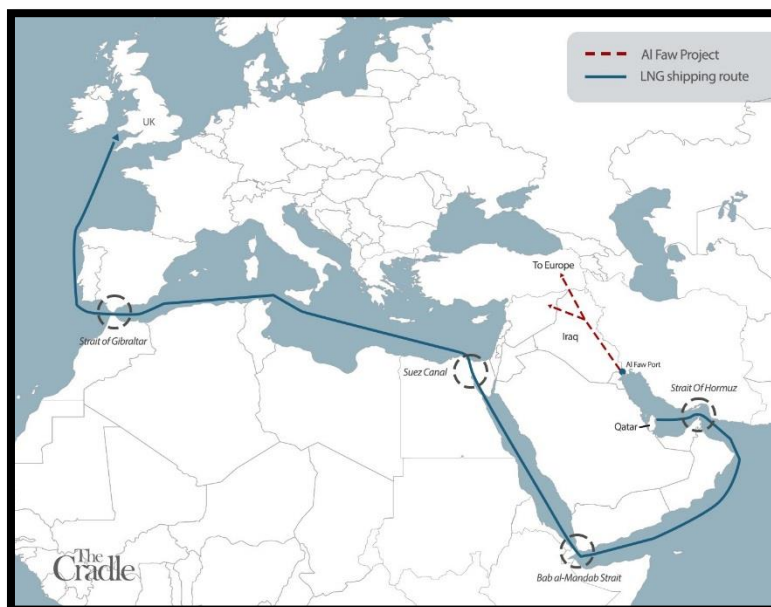 Al Faw Project
LNG shipping route
UK
To Europe
Iraq
Al Faw Port
Strait of Gibraltar
Suez Canal
Strait Of Hormuz
Qatar
Bab al-Mandab Strait
The
Cradle